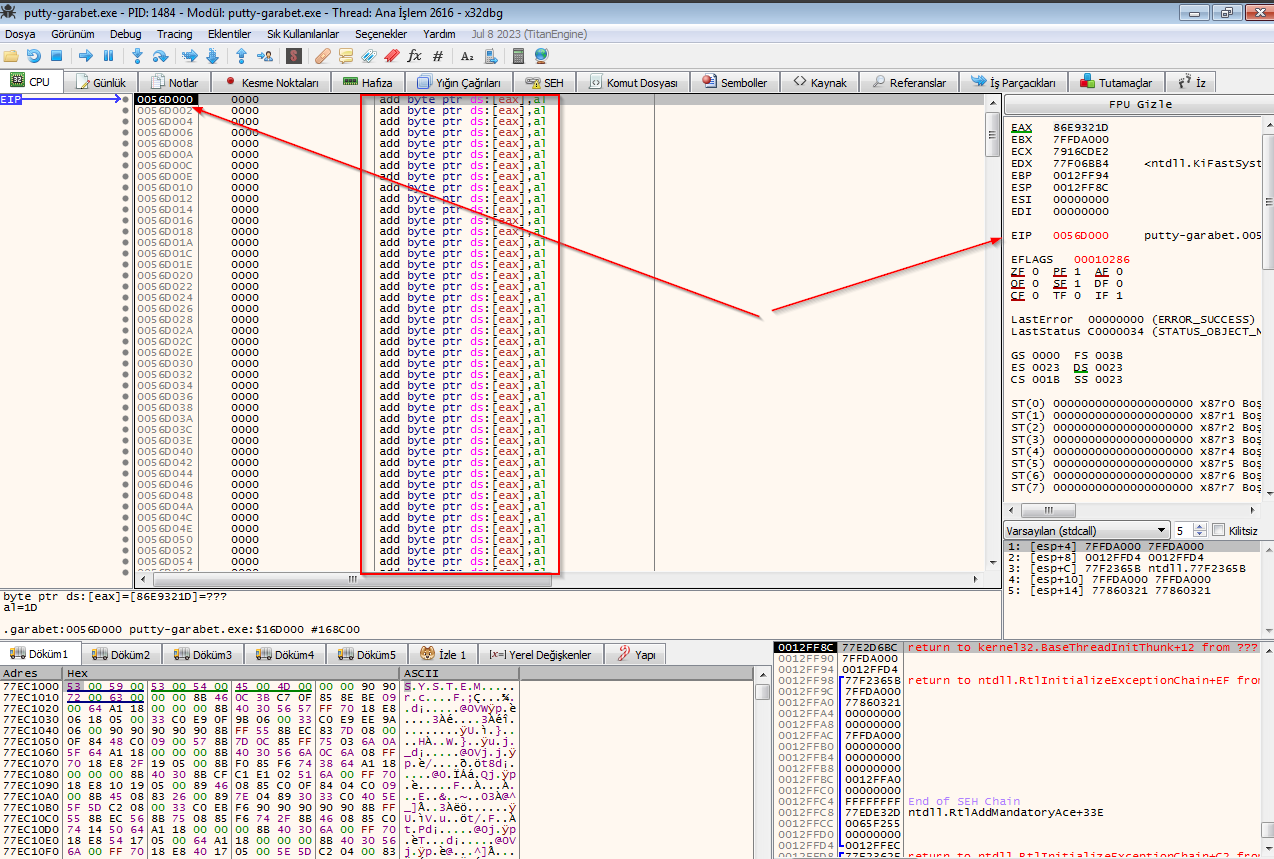 putty-garabet.exe - PID: 1484 - Modül: putty-garabet.exe - Thread: Ana İşlem 2616 - x32dbg
Dosya Görünüm Debug Tracing Eklentiler Sık Kullanılanlar Seçenekler Yardım Jul 8 2023 (TitanEngine)
CPU Günlük Notlar Kesme Noktaları Hafıza Yığın Çağrıları SEH Komut Dosyası Semboller Kaynak Referanslar İş Parçacıkları Tutamaçlar İz
EIP
0056D000 0000 add byte ptr ds:[eax],al
0056D002 0000 add byte ptr ds:[eax],al
0056D004 0000 add byte ptr ds:[eax],al
0056D006 0000 add byte ptr ds:[eax],al
0056D008 0000 add byte ptr ds:[eax],al
0056D00A 0000 add byte ptr ds:[eax],al
0056D00C 0000 add byte ptr ds:[eax],al
0056D00E 0000 add byte ptr ds:[eax],al
0056D010 0000 add byte ptr ds:[eax],al
0056D012 0000 add byte ptr ds:[eax],al
0056D014 0000 add byte ptr ds:[eax],al
0056D016 0000 add byte ptr ds:[eax],al
0056D018 0000 add byte ptr ds:[eax],al
0056D01A 0000 add byte ptr ds:[eax],al
0056D01C 0000 add byte ptr ds:[eax],al
0056D01E 0000 add byte ptr ds:[eax],al
0056D020 0000 add byte ptr ds:[eax],al
0056D022 0000 add byte ptr ds:[eax],al
0056D024 0000 add byte ptr ds:[eax],al
0056D026 0000 add byte ptr ds:[eax],al
0056D028 0000 add byte ptr ds:[eax],al
0056D02A 0000 add byte ptr ds:[eax],al
0056D02C 0000 add byte ptr ds:[eax],al
0056D02E 0000 add byte ptr ds:[eax],al
0056D030 0000 add byte ptr ds:[eax],al
0056D032 0000 add byte ptr ds:[eax],al
0056D034 0000 add byte ptr ds:[eax],al
0056D036 0000 add byte ptr ds:[eax],al
0056D038 0000 add byte ptr ds:[eax],al
0056D03A 0000 add byte ptr ds:[eax],al
0056D03C 0000 add byte ptr ds:[eax],al
0056D03E 0000 add byte ptr ds:[eax],al
0056D040 0000 add byte ptr ds:[eax],al
0056D042 0000 add byte ptr ds:[eax],al
0056D044 0000 add byte ptr ds:[eax],al
0056D046 0000 add byte ptr ds:[eax],al
0056D048 0000 add byte ptr ds:[eax],al
0056D04A 0000 add byte ptr ds:[eax],al
0056D04C 0000 add byte ptr ds:[eax],al
0056D04E 0000 add byte ptr ds:[eax],al
0056D050 0000 add byte ptr ds:[eax],al
0056D052 0000 add byte ptr ds:[eax],al
0056D054 0000 add byte ptr ds:[eax],al
FPU Gizle
EAX 86E9321D
EBX 7FFDA000
ECX 7916CDE2
EDX 77F06BB4 <ntdll.KiFastSyst
EBP 0012FF94
ESP 0012FF8C
ESI 00000000
EDI 00000000
EIP 0056D000 putty-garabet.005
EFLAGS 00010286
ZF 0 PF 1 AF 0
OF 0 SF 1 DF 0
CF 0 TF 0 IF 1
LastError 00000000 (ERROR_SUCCESS)
LastStatus C0000034 (STATUS_OBJECT_N
GS 0000 FS 003B
ES 0023 DS 0023
CS 001B SS 0023
ST(0) 00000000000000000000 x87r0 Boş
ST(1) 00000000000000000000 x87r1 Boş
ST(2) 00000000000000000000 x87r2 Boş
ST(3) 00000000000000000000 x87r3 Boş
ST(4) 00000000000000000000 x87r4 Boş
ST(5) 00000000000000000000 x87r5 Boş
ST(6) 00000000000000000000 x87r6 Boş
ST(7) 00000000000000000000 x87r7 Boş
Varsayılan (stdcall) 5 Kilitsiz
1: [esp+4] 7FFDA000 7FFDA000
2: [esp+8] 0012FFD4 0012FFD4
3: [esp+C] 77F2365B ntdll.77F2365B
4: [esp+10] 7FFDA000 7FFDA000
5: [esp+14] 77860321 77860321
byte ptr ds:[eax]=[86E9321D]=???
al=1D
.garabet:0056D000 putty-garabet.exe:$16D000 #168C00
Döküm1 Döküm2 Döküm3 Döküm4 Döküm5 İzle 1 [x=] Yerel Değişkenler Yapı
Adres Hex ASCII
77EC1000 53 00 59 00 53 00 54 00 45 00 4D 00 00 00 90 90 S.Y.S.T.E.M.....
77EC1010 72 00 63 00 00 00 8B 46 0C 3B C7 0F 85 8E BE 09
77EC1020 00 64 A1 18 00 00 00 8B 40 30 56 57 FF 70 18 E8
77EC1030 06 18 05 00 33 C0 E9 0F 9B 06 00 33 C0 E9 EE 9A
77EC1040 06 00 90 90 90 90 90 8B FF 55 8B EC 83 7D 08 00
77EC1050 0F 84 48 C0 09 00 57 8B 7D 0C 85 FF 75 03 6A 0A
77EC1060 5F 64 A1 18 00 00 00 8B 40 30 56 6A 0C 6A 08 FF
77EC1070 70 18 E8 2F 19 05 00 8B F0 85 F6 74 38 64 A1 18
77EC1080 00 00 00 8B 40 30 8B CF C1 E1 02 51 6A 00 FF 70
77EC1090 18 E8 10 19 05 00 89 46 08 85 C0 0F 84 04 C0 09
77EC10A0 00 8B 45 08 83 26 00 89 7E 04 89 30 33 C0 40 5E
77EC10B0 5F 5D C2 08 00 33 C0 EB F6 90 90 90 90 90 8B FF
77EC10C0 55 8B EC 56 8B 75 08 85 F6 74 2F 8B 46 08 85 C0
77EC10D0 74 14 50 64 A1 18 00 00 00 8B 40 30 6A 00 FF 70
77EC10E0 18 E8 54 17 05 00 64 A1 18 00 00 00 8B 40 30 56
77EC10F0 6A 00 FF 70 18 E8 40 17 05 00 5E 5D C2 04 00 83
0012FF8C 77E2D6BC return to kernel32.BaseThreadInitThunk+12 from ???
0012FF90 7FFDA000
0012FF94 0012FFD4
0012FF98 77F2365B return to ntdll.RtlInitializeExceptionChain+EF fro
0012FF9C 7FFDA000
0012FFA0 77860321
0012FFA4 00000000
0012FFA8 00000000
0012FFAC 7FFDA000
0012FFB0 00000000
0012FFB4 00000000
0012FFB8 00000000
0012FFBC 0012FFA0
0012FFC0 00000000
0012FFC4 FFFFFFFF End of SEH Chain
0012FFC8 77EDE32D ntdll.RtlAddMandatoryAce+33E
0012FFCC 0065F255
0012FFD0 00000000
0012FFD4 0012FFEC
0012FFD8 77F2362E return to ntdll.RtlInitializeExceptionChain+C2 from